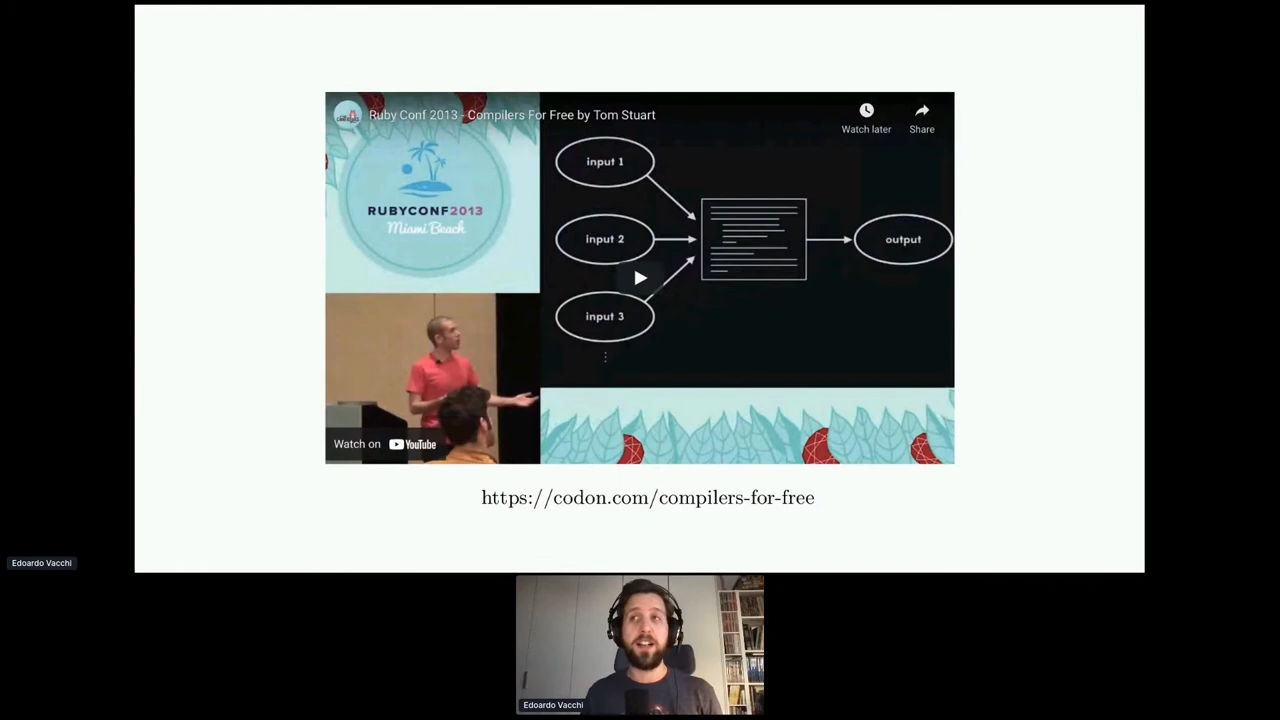 Ruby Conf 2013 - Compilers For Free by Tom Stuart
Watch later
Share
input 1
input 2
input 3
output
RUBYCONF2013
Miami Beach
Watch on YouTube
https://codon.com/compilers-for-free
Edoardo Vacchi
Edoardo Vacchi